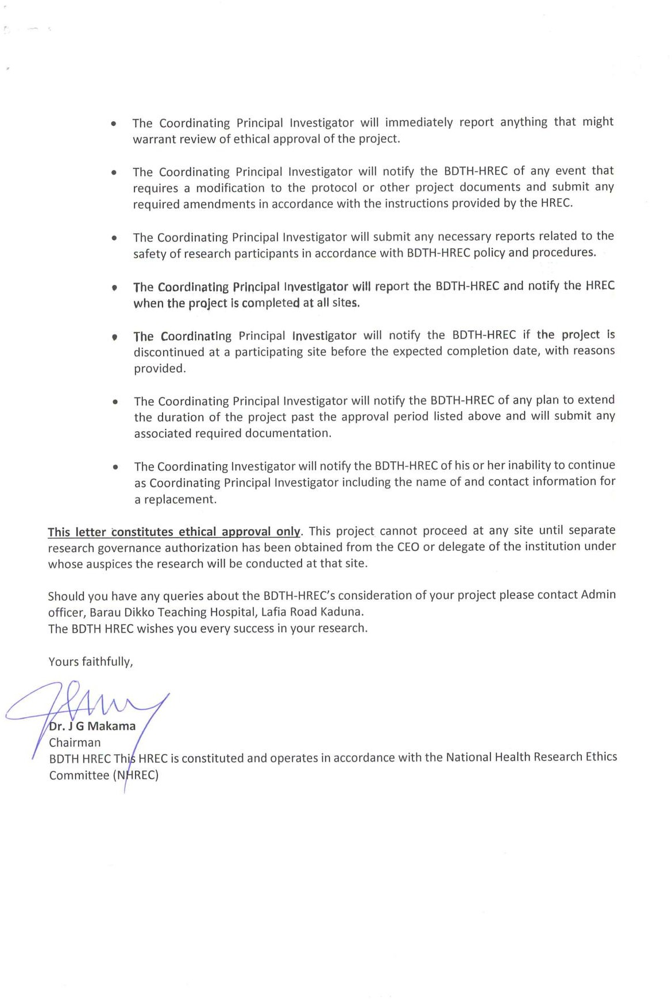 • The Coordinating Principal Investigator will immediately report anything that might
warrant review of ethical approval of the project.
• The Coordinating Principal Investigator will notify the BDTH-HREC of any event that
requires a modification to the protocol or other project documents and submit any
required amendments in accordance with the instructions provided by the HREC.
• The Coordinating Principal Investigator will submit any necessary reports related to the
safety of research participants in accordance with BDTH-HREC policy and procedures.
• The Coordinating Principal Investigator will report the BDTH-HREC and notify the HREC
when the project is completed at all sites.
• The Coordinating Principal Investigator will notify the BDTH-HREC if the project is
discontinued at a participating site before the expected completion date, with reasons
provided.
• The Coordinating Principal Investigator will notify the BDTH-HREC of any plan to extend
the duration of the project past the approval period listed above and will submit any
associated required documentation.
• The Coordinating Investigator will notify the BDTH-HREC of his or her inability to continue
as Coordinating Principal Investigator including the name of and contact information for
a replacement.
This letter constitutes ethical approval only. This project cannot proceed at any site until separate
research governance authorization has been obtained from the CEO or delegate of the institution under
whose auspices the research will be conducted at that site.
Should you have any queries about the BDTH-HREC’s consideration of your project please contact Admin
officer, Barau Dikko Teaching Hospital, Lafia Road Kaduna.
The BDTH HREC wishes you every success in your research.
Yours faithfully,
Dr. J G Makama
Chairman
BDTH HREC This HREC is constituted and operates in accordance with the National Health Research Ethics
Committee (NHREC)